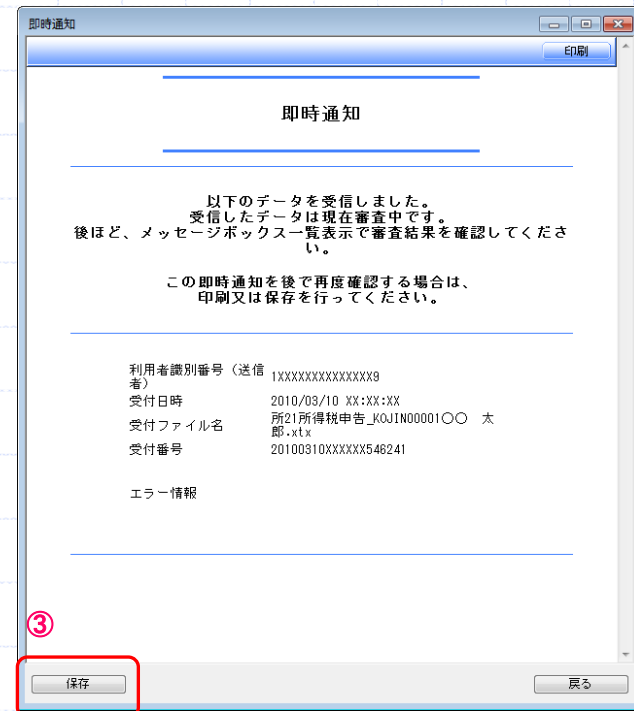 即時通知
印刷
即時通知
以下のデータを受信しました。
受信したデータは現在審査中です。
後ほど、メッセージボックス一覧表示で審査結果を確認してくださ
い。
この即時通知を後で再度確認する場合は、
印刷又は保存を行ってください。
利用者識別番号（送信
者） 1XXXXXXXXXXXXXX9
受付日時 2010/03/10 XX:XX:XX
受付ファイル名 所21所得税申告_KOJIN00001○○　太
郎.xtx
受付番号 20100310XXXXXX546241
エラー情報
③
保存 戻る